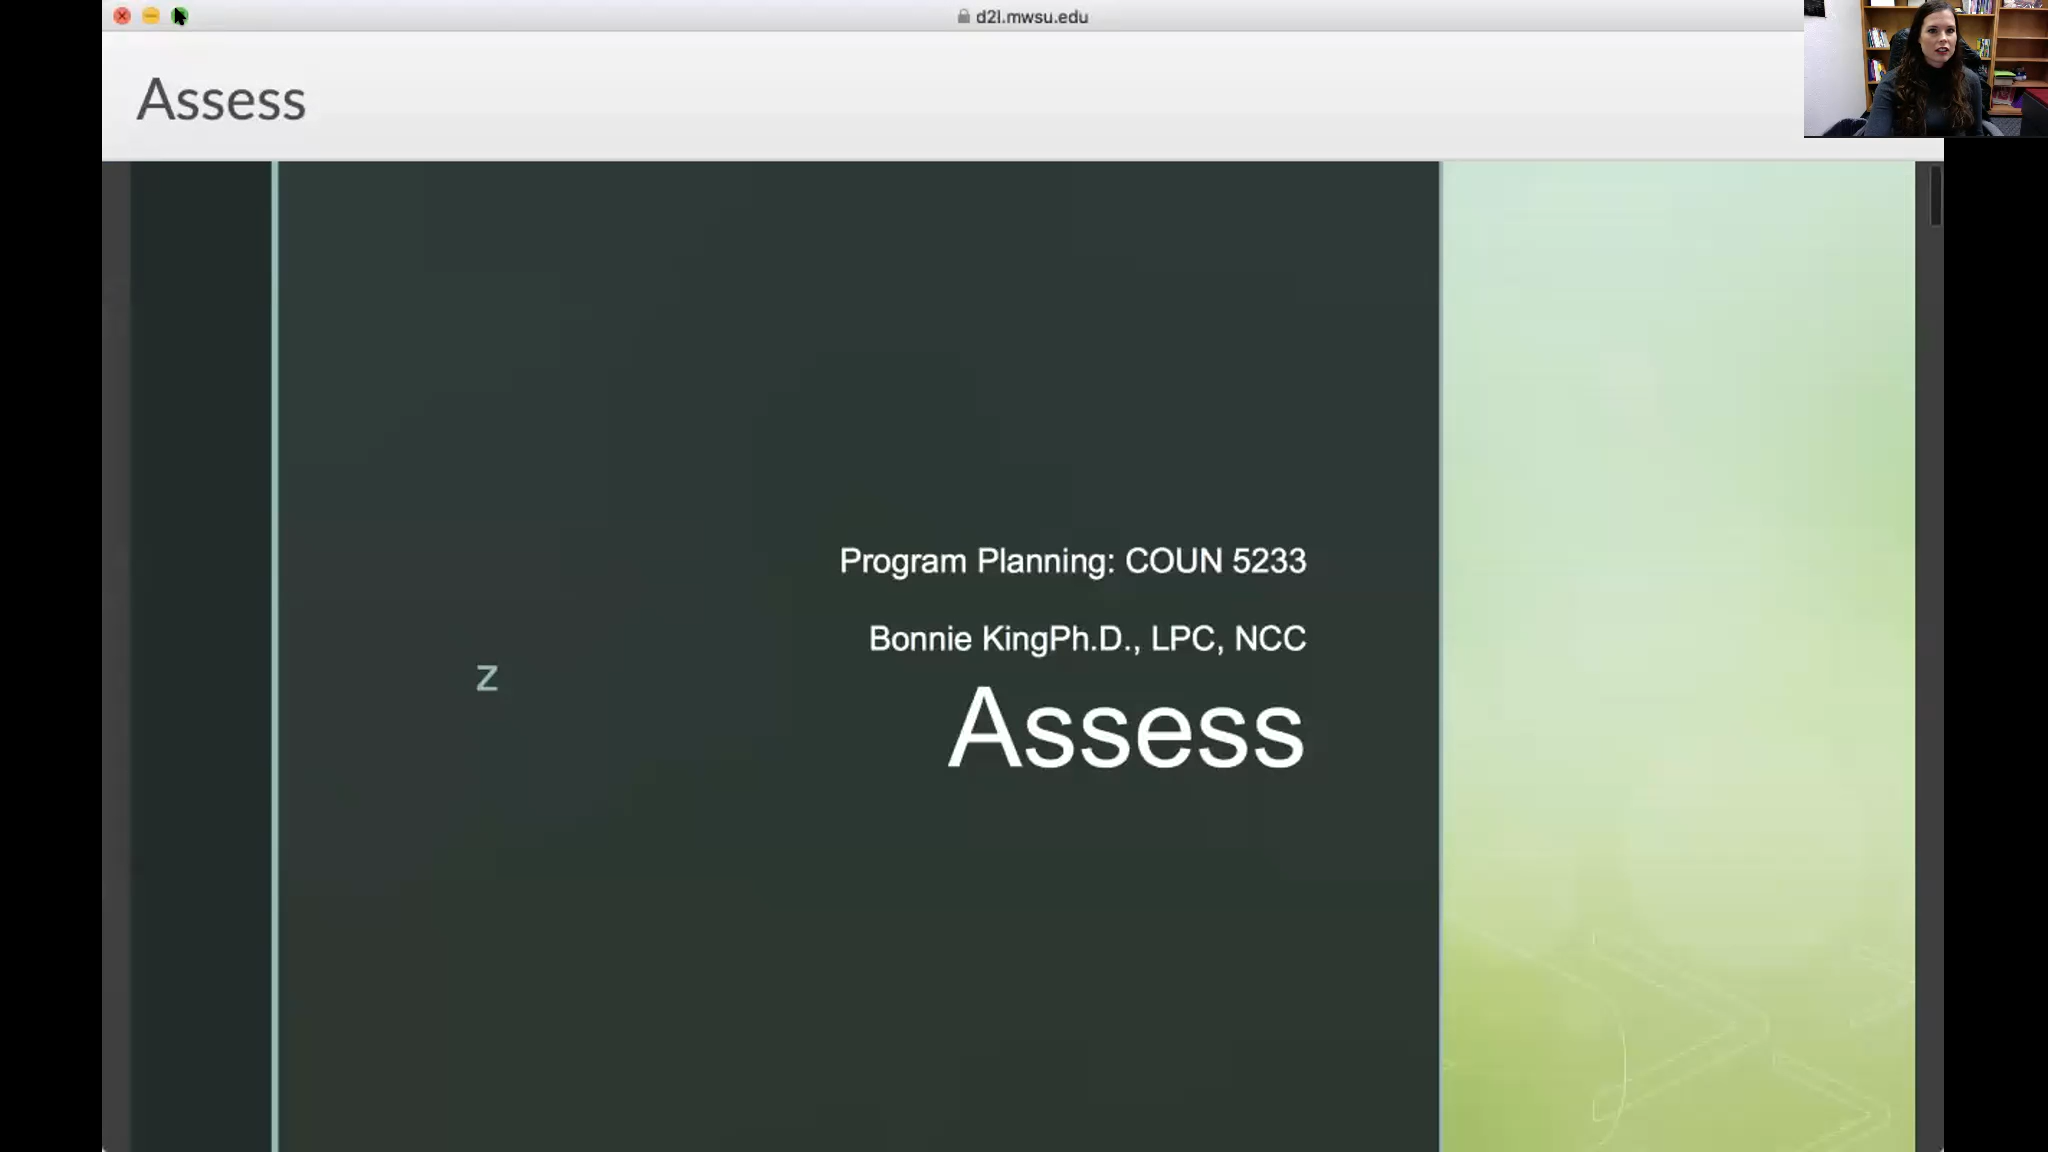 d2l.mwsu.edu
Assess
Program Planning: COUN 5233
Bonnie KingPh.D., LPC, NCC
z
Assess